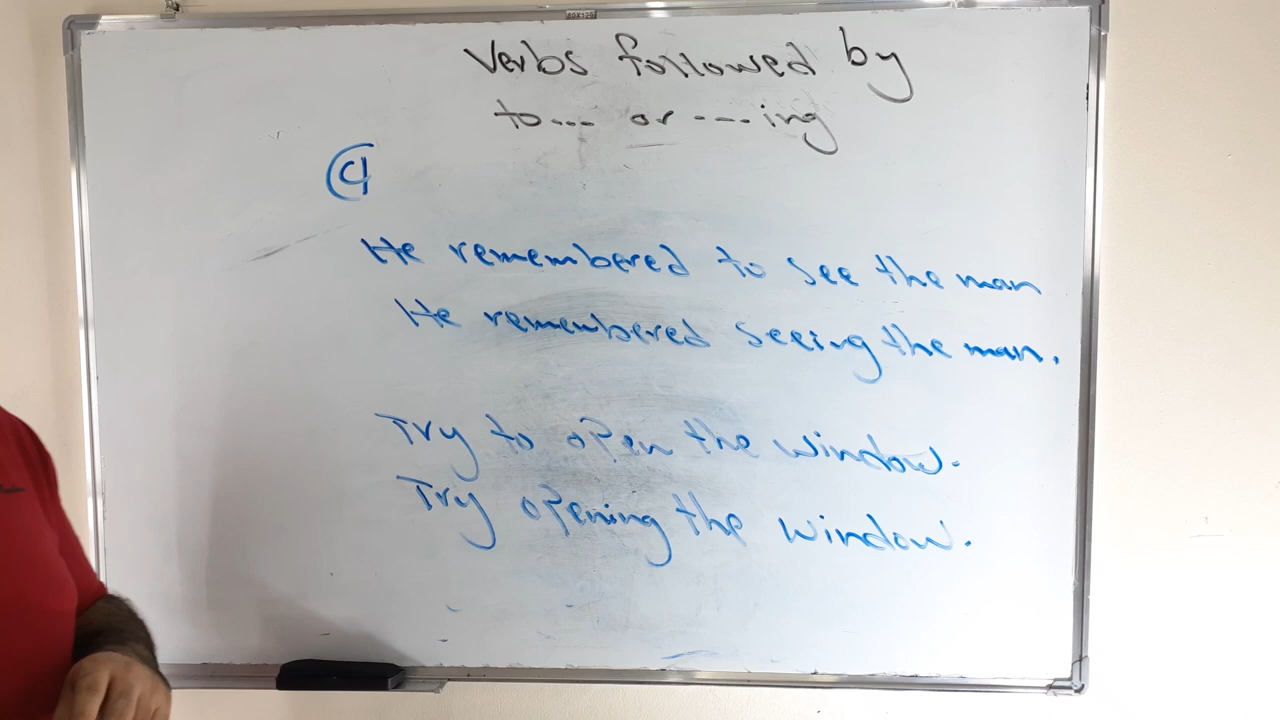 Verbs followed by
to... or ----ing
He remembered to see the man
He remembered seeing the man.
Try to open the window.
Try opening the window.